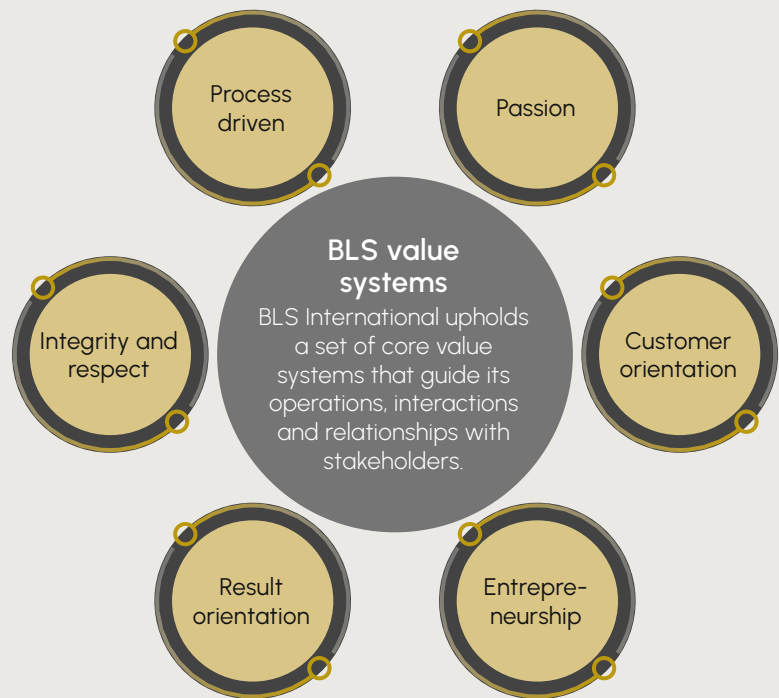 Process
driven
Passion
BLS value
systems
BLS International upholds
a set of core value
systems that guide its
operations, interactions
and relationships with
stakeholders.
Integrity and
respect
Customer
orientation
Result
orientation
Entrepre-
neurship